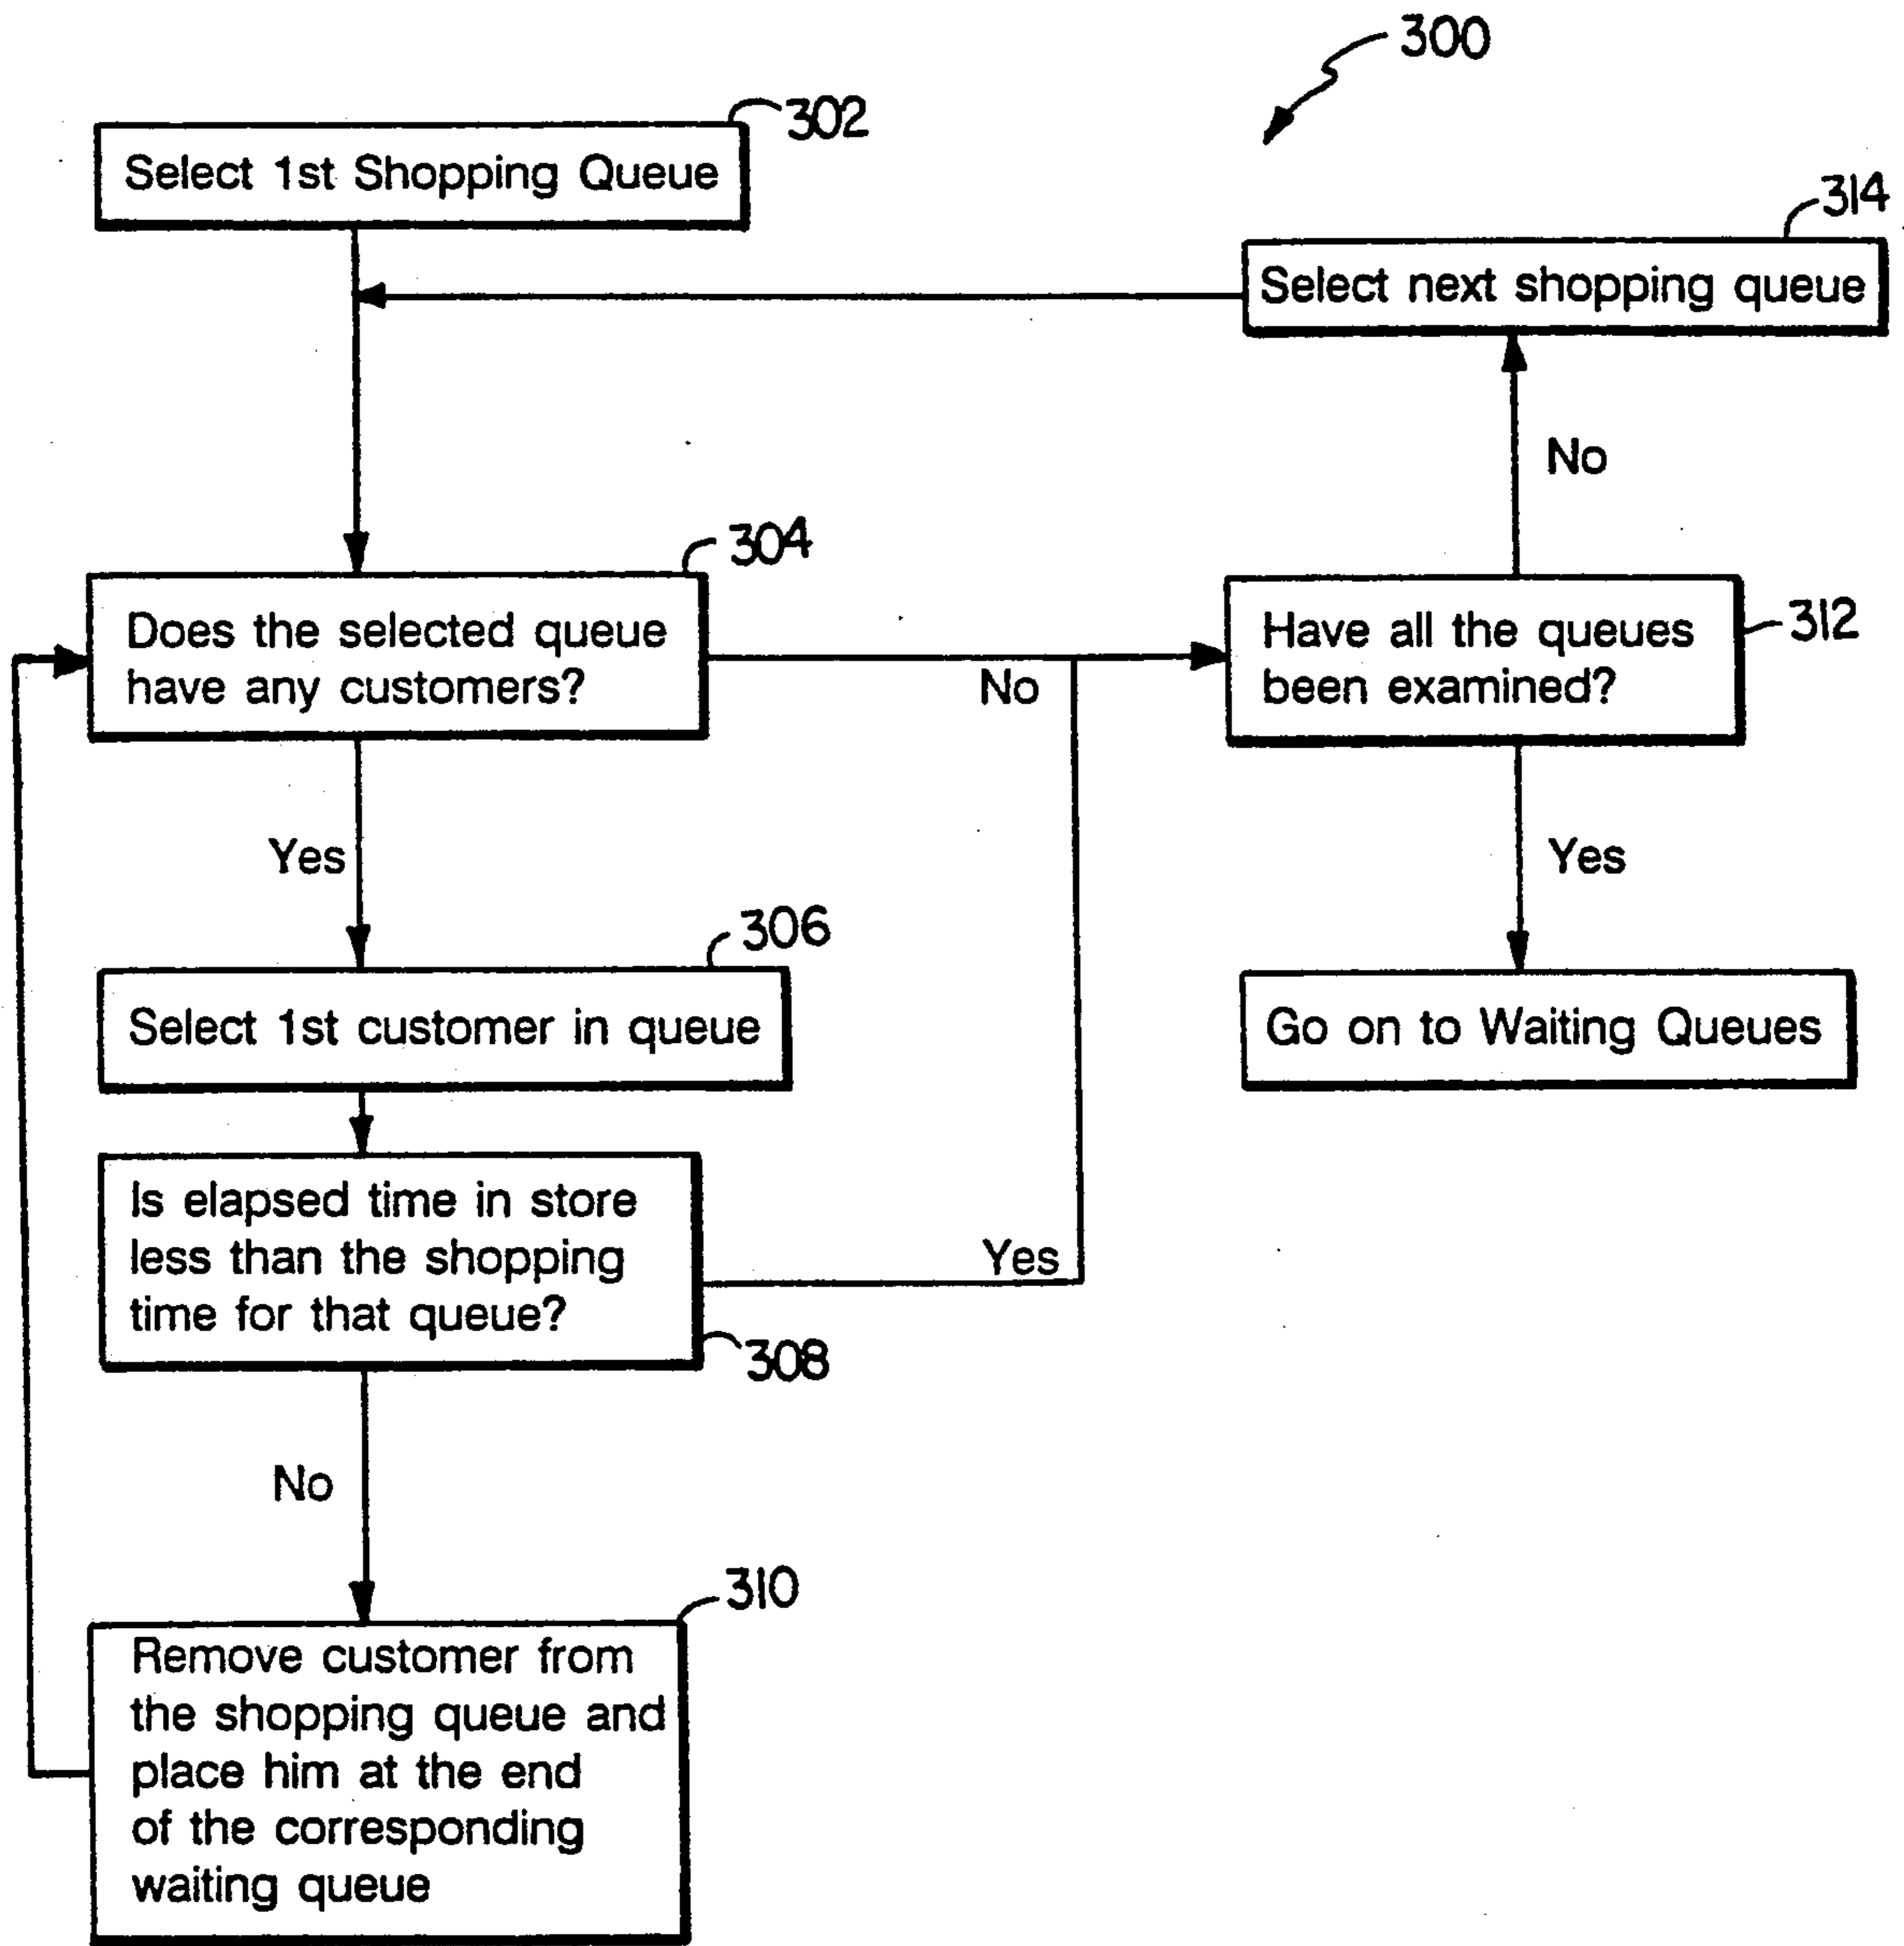 300
302
Select 1st Shopping Queue
314
Select next shopping queue
No
304
Does the selected queue
have any customers?
No
312
Have all the queues
been examined?
Yes
Yes
306
Select 1st customer in queue
Go on to Waiting Queues
Is elapsed time in store
less than the shopping
time for that queue?
Yes
308
No
310
Remove customer from
the shopping queue and
place him at the end
of the corresponding
waiting queue